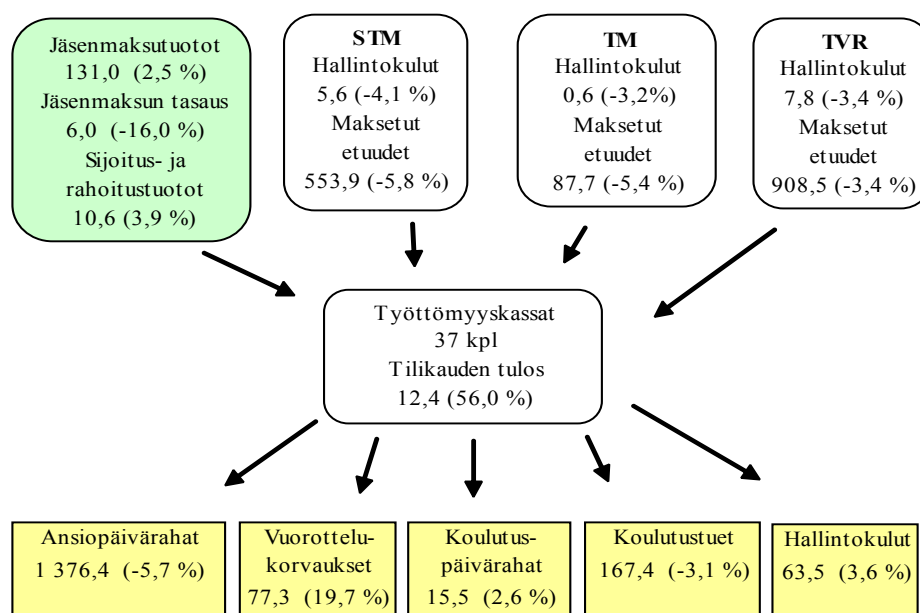 Jäsenmaksutuotot
131,0 (2,5 %)
Jäsenmaksun tasaus
6,0 (-16,0 %)
Sijoitus- ja
rahoitustuotot
10,6 (3,9 %)
STM
Hallintokulut
5,6 (-4,1 %)
Maksetut
etuudet
553,9 (-5,8 %)
TM
Hallintokulut
0,6 (-3,2%)
Maksetut
etuudet
87,7 (-5,4 %)
TVR
Hallintokulut
7,8 (-3,4 %)
Maksetut
etuudet
908,5 (-3,4 %)
Työttömyyskassat
37 kpl
Tilikauden tulos
12,4 (56,0 %)
Ansiopäivärahat
1 376,4 (-5,7 %)
Vuorottelu-
korvaukset
77,3 (19,7 %)
Koulutus-
päivärahat
15,5 (2,6 %)
Koulutustuet
167,4 (-3,1 %)
Hallintokulut
63,5 (3,6 %)